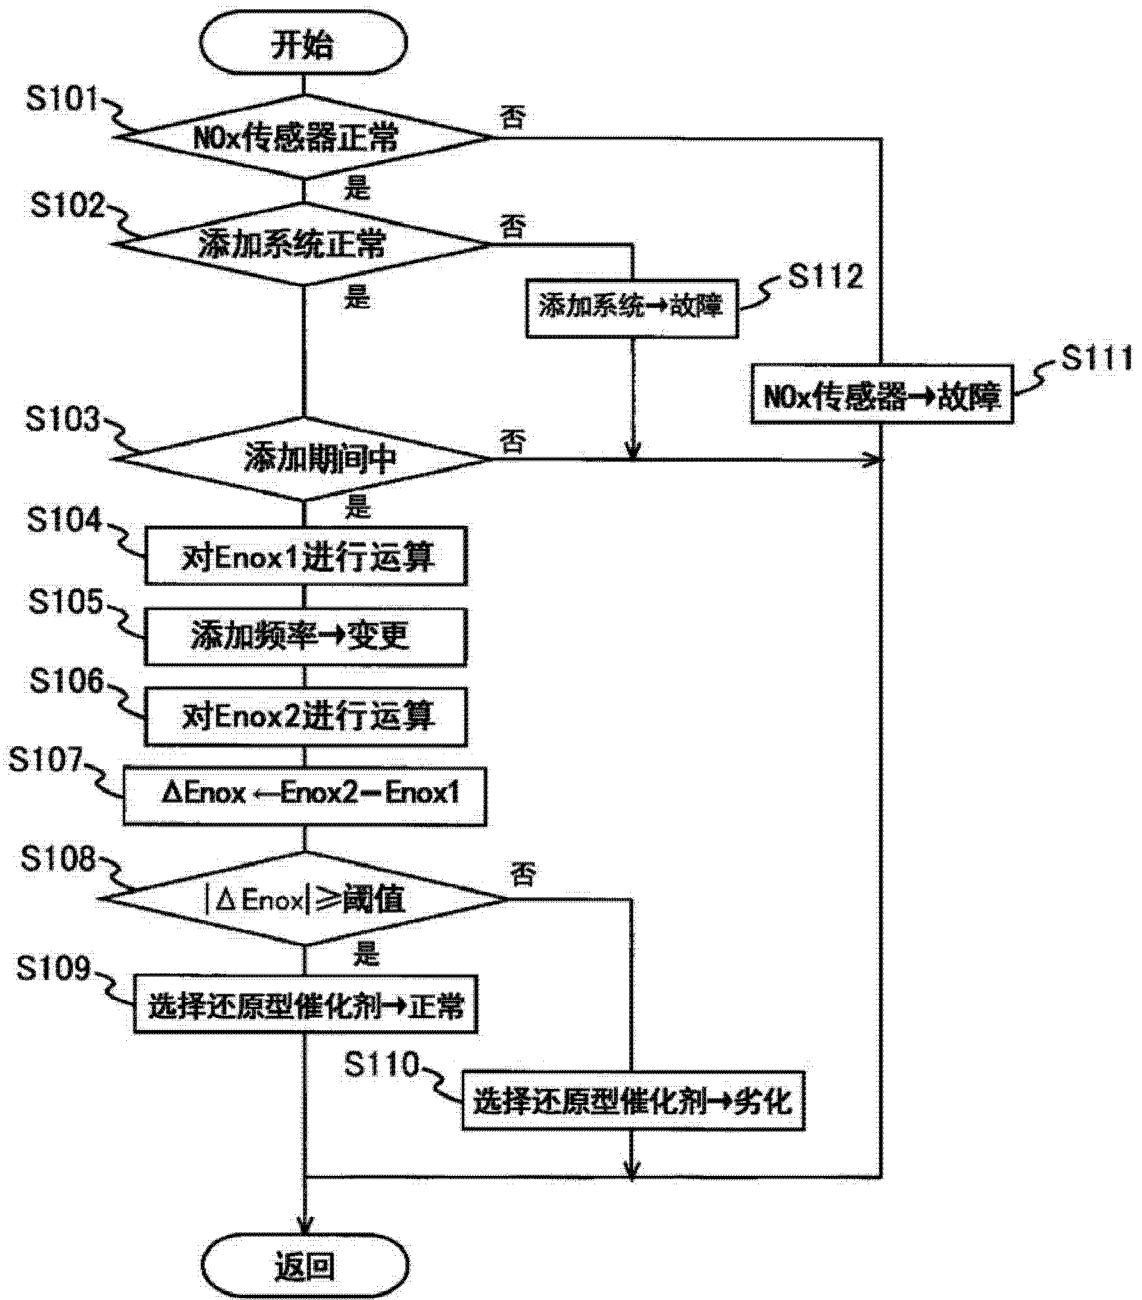 开始
S101
NOx传感器正常
否
是
S102
添加系统正常
否
是
添加系统→故障
S112
NOx传感器→故障
S111
S103
添加期间中
否
是
S104
对Enox1进行运算
S105
添加频率→变更
S106
对Enox2进行运算
S107
ΔEnox←Enox2-Enox1
S108
|ΔEnox|≥阈值
否
是
S109
选择还原型催化剂→正常
S110
选择还原型催化剂→劣化
返回